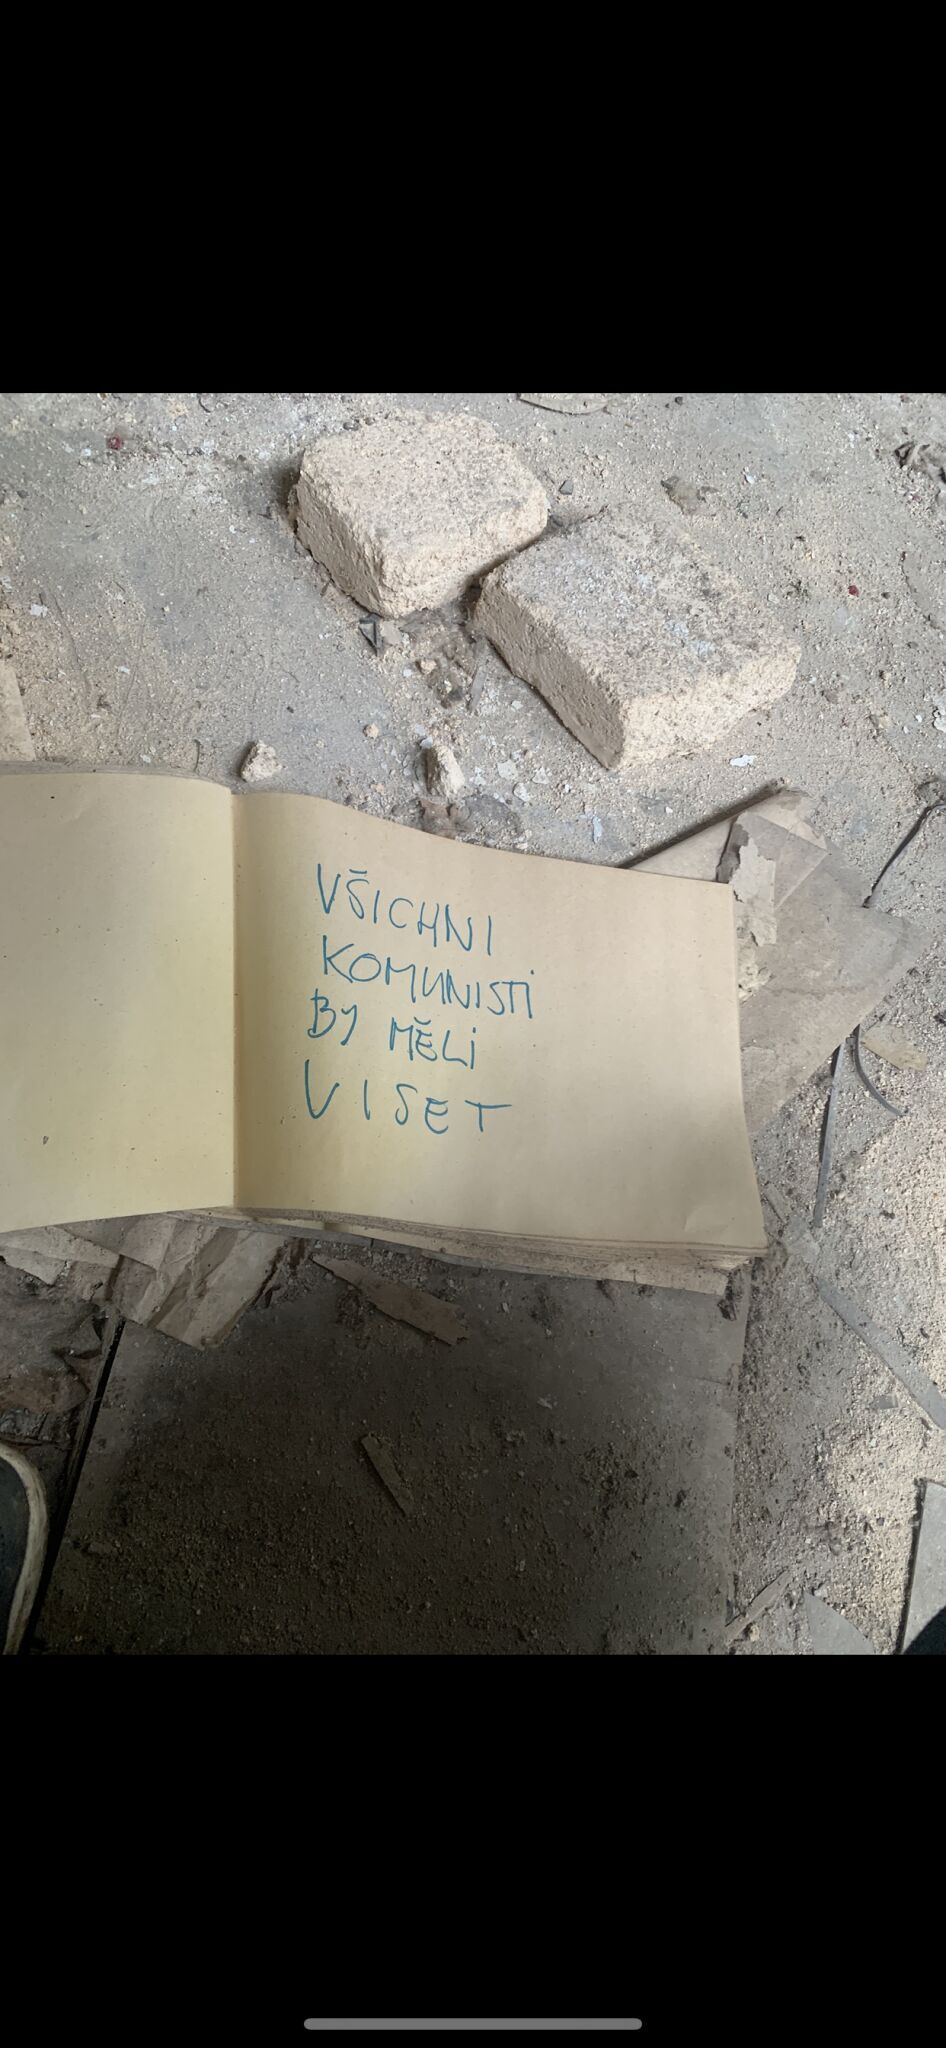 VŠICHNI
KOMUNISTi
By MĚLi
VISET